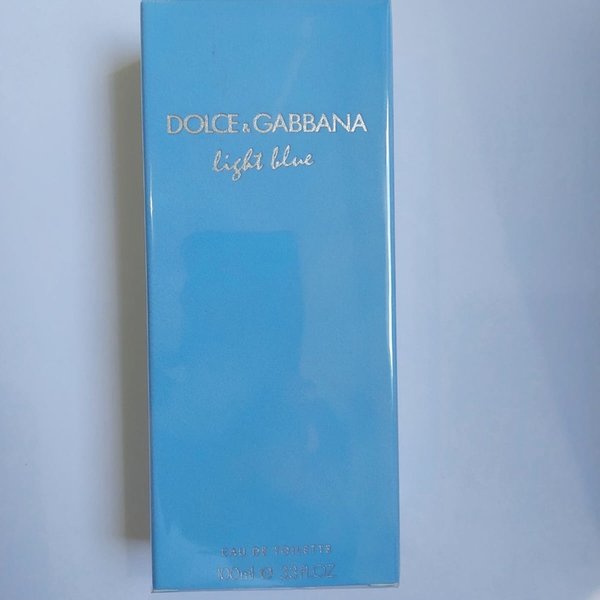 DOLCE & GABBANA
light blue
EAU DE TOILETTE
100ml ℮ 3.3 FL.OZ.